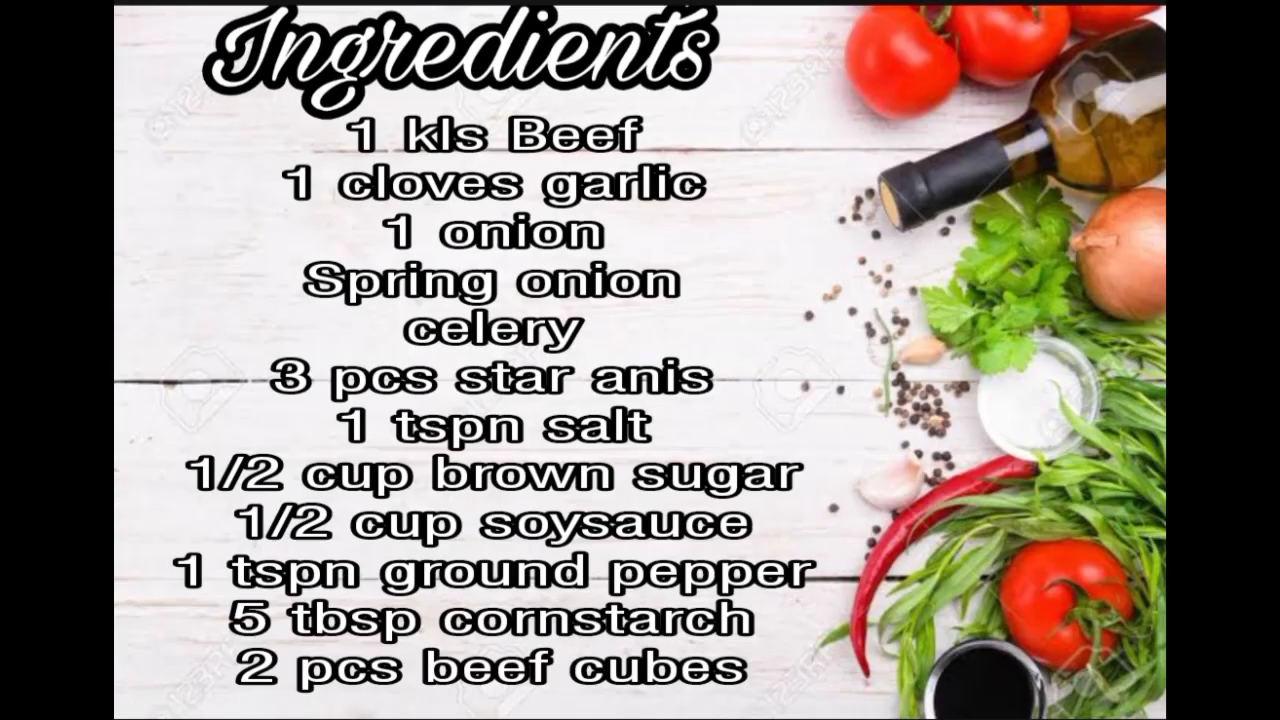 Ingredients
1 kls Beef
1 cloves garlic
1 onion
Spring onion
celery
3 pcs star anis
1 tspn salt
1/2 cup brown sugar
1/2 cup soysauce
1 tspn ground pepper
5 tbsp cornstarch
2 pcs beef cubes